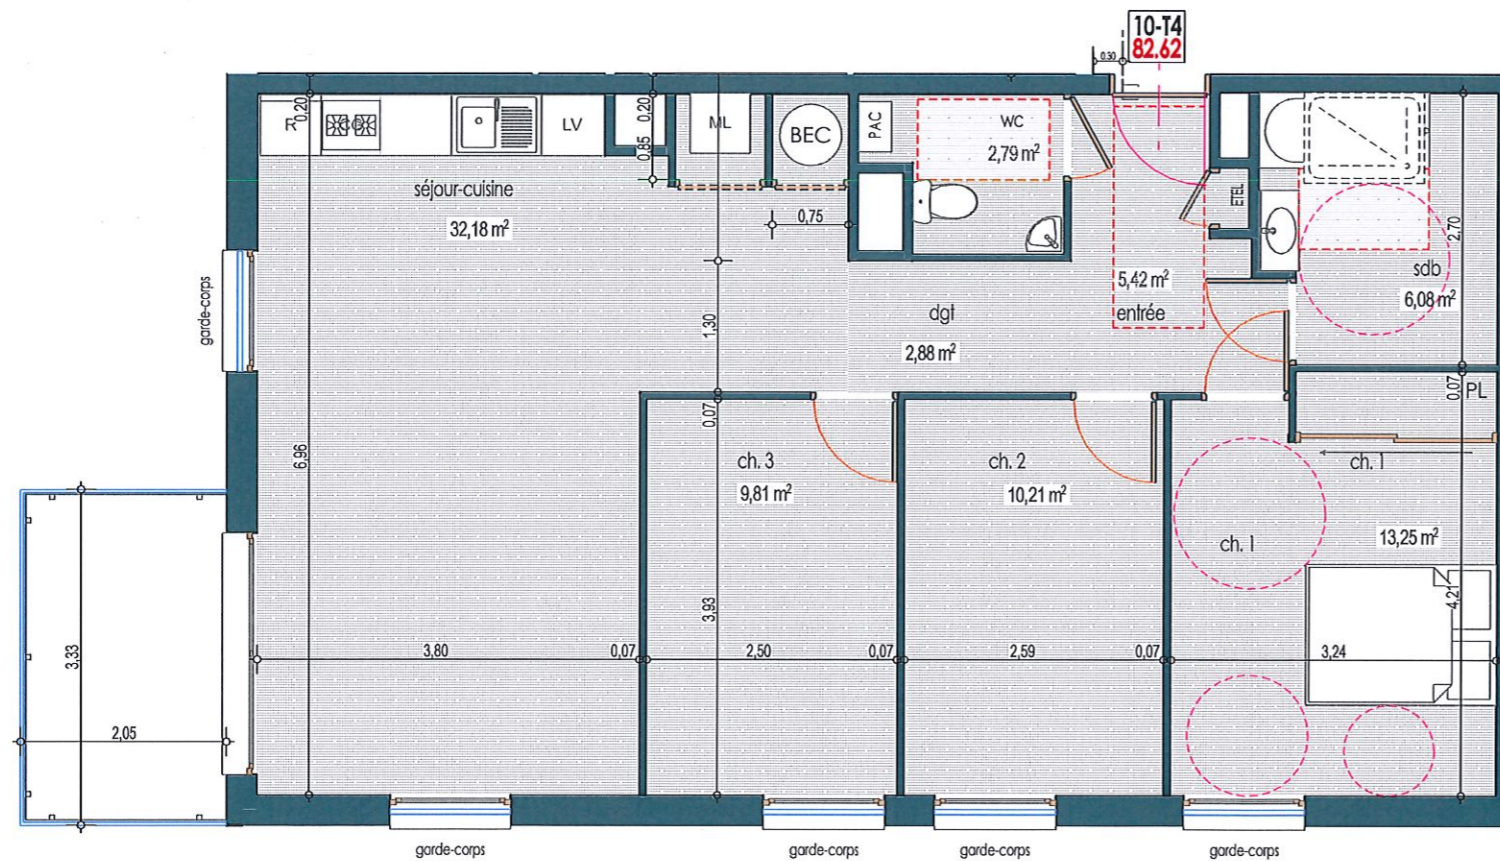 10-T4
82.62
0.30
0,20
R
LV
0,20
0,85
ML
BEC
PAC
WC
2,79 m²
ETEL
séjour-cuisine
32,18 m²
0,75
2,70
sdb
6,08 m²
5,42 m²
entrée
dgt
2,88 m²
1,30
garde-corps
0,07
PL
0,07
6,96
ch. 3
9,81 m²
ch. 2
10,21 m²
ch. 1
13,25 m²
ch. 1
4,21
3,93
3,33
3,80
0,07
2,50
0,07
2,59
0,07
3,24
2,05
garde-corps
garde-corps
garde-corps
garde-corps